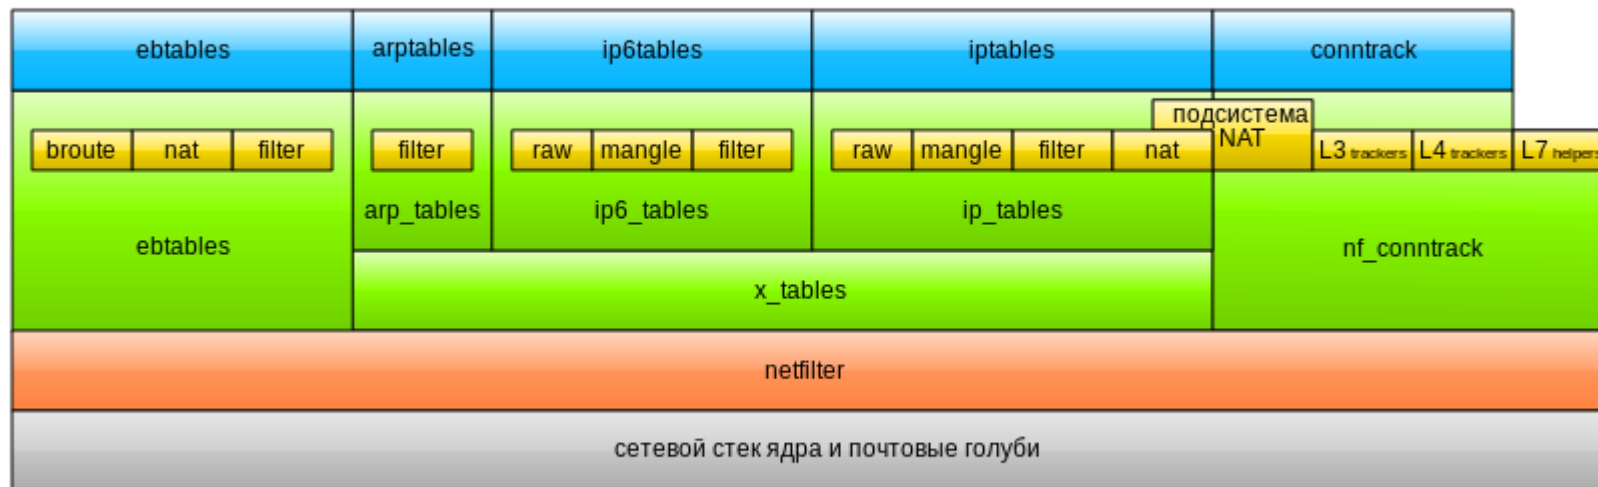 ebtables arptables ip6tables iptables conntrack
подсистема
NAT
broute nat filter filter raw mangle filter raw mangle filter nat L3 trackers L4 trackers L7 helpers
arp_tables ip6_tables ip_tables
ebtables nf_conntrack
x_tables
netfilter
сетевой стек ядра и почтовые голуби